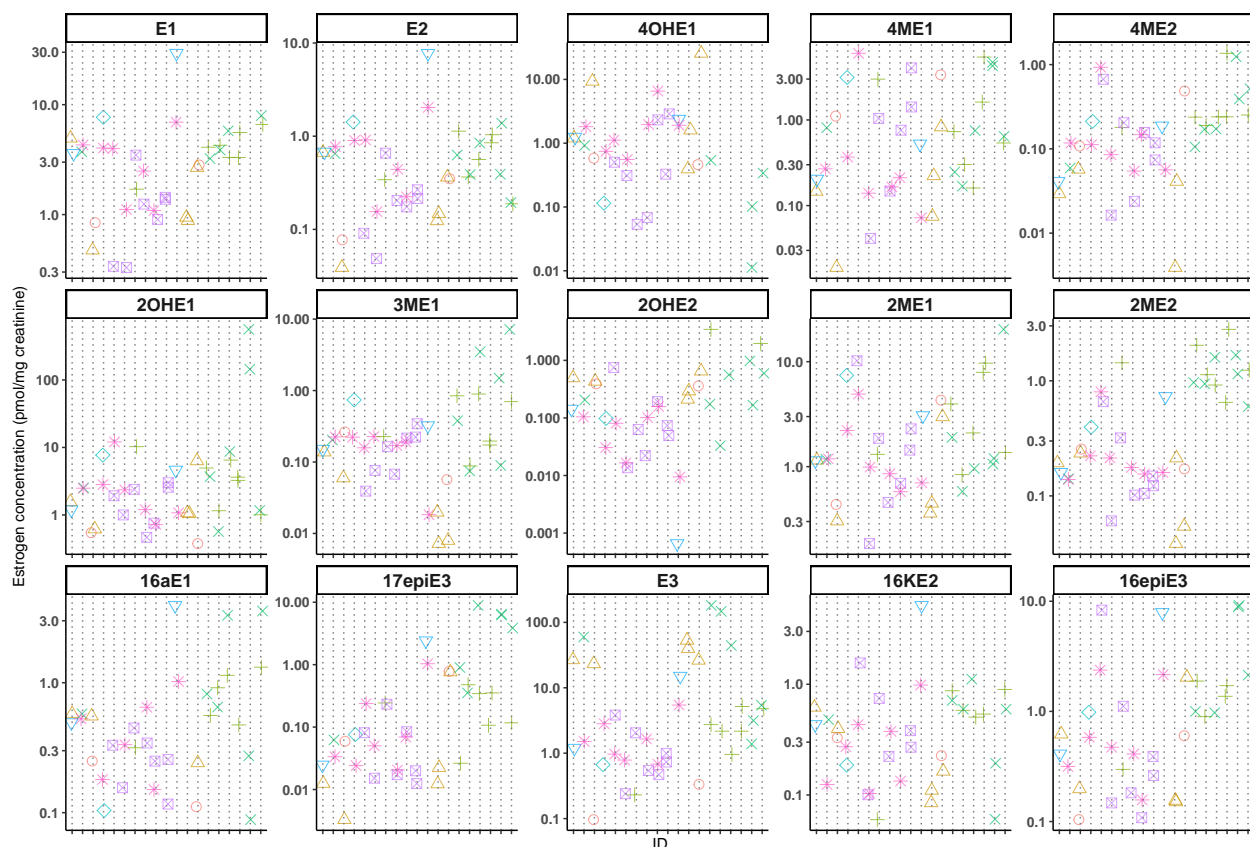 E1 E2 4OHE1 4ME1 4ME2
30.0 10.0 3.0 1.0 0.3
10.0 1.0 0.1
10.00 1.00 0.10 0.01
3.00 1.00 0.30 0.10 0.03
1.00 0.10 0.01
Estrogen concentration (pmol/mg creatinine)
2OHE1 3ME1 2OHE2 2ME1 2ME2
100 10 1
10.00 1.00 0.10 0.01
1.000 0.100 0.010 0.001
10.0 3.0 1.0 0.3
3.0 1.0 0.3 0.1
16aE1 17epiE3 E3 16KE2 16epiE3
3.0 1.0 0.3 0.1
10.00 1.00 0.10 0.01
100.0 10.0 1.0 0.1
3.0 1.0 0.3 0.1
10.0 1.0 0.1
ID